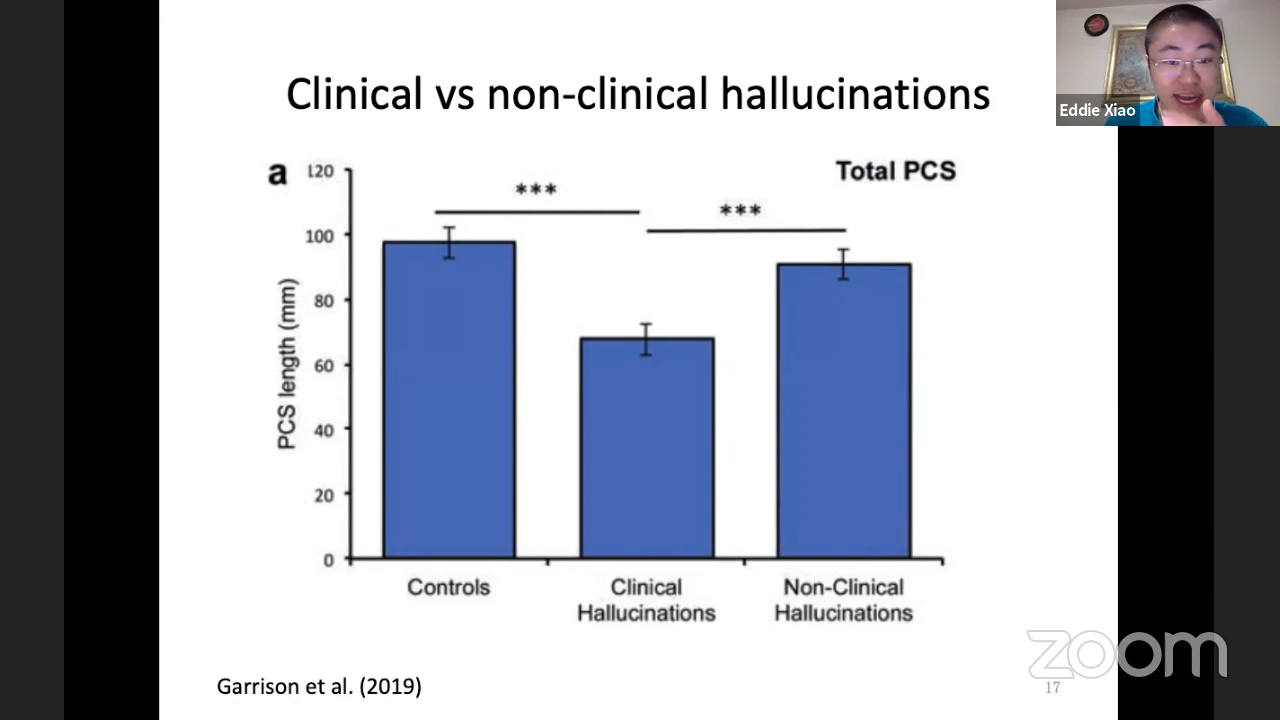 Clinical vs non-clinical hallucinations
Eddie Xiao
a
Total PCS
120
***
***
100
80
60
40
20
0
PCS length (mm)
Controls
Clinical
Hallucinations
Non-Clinical
Hallucinations
Garrison et al. (2019)
zoom
17